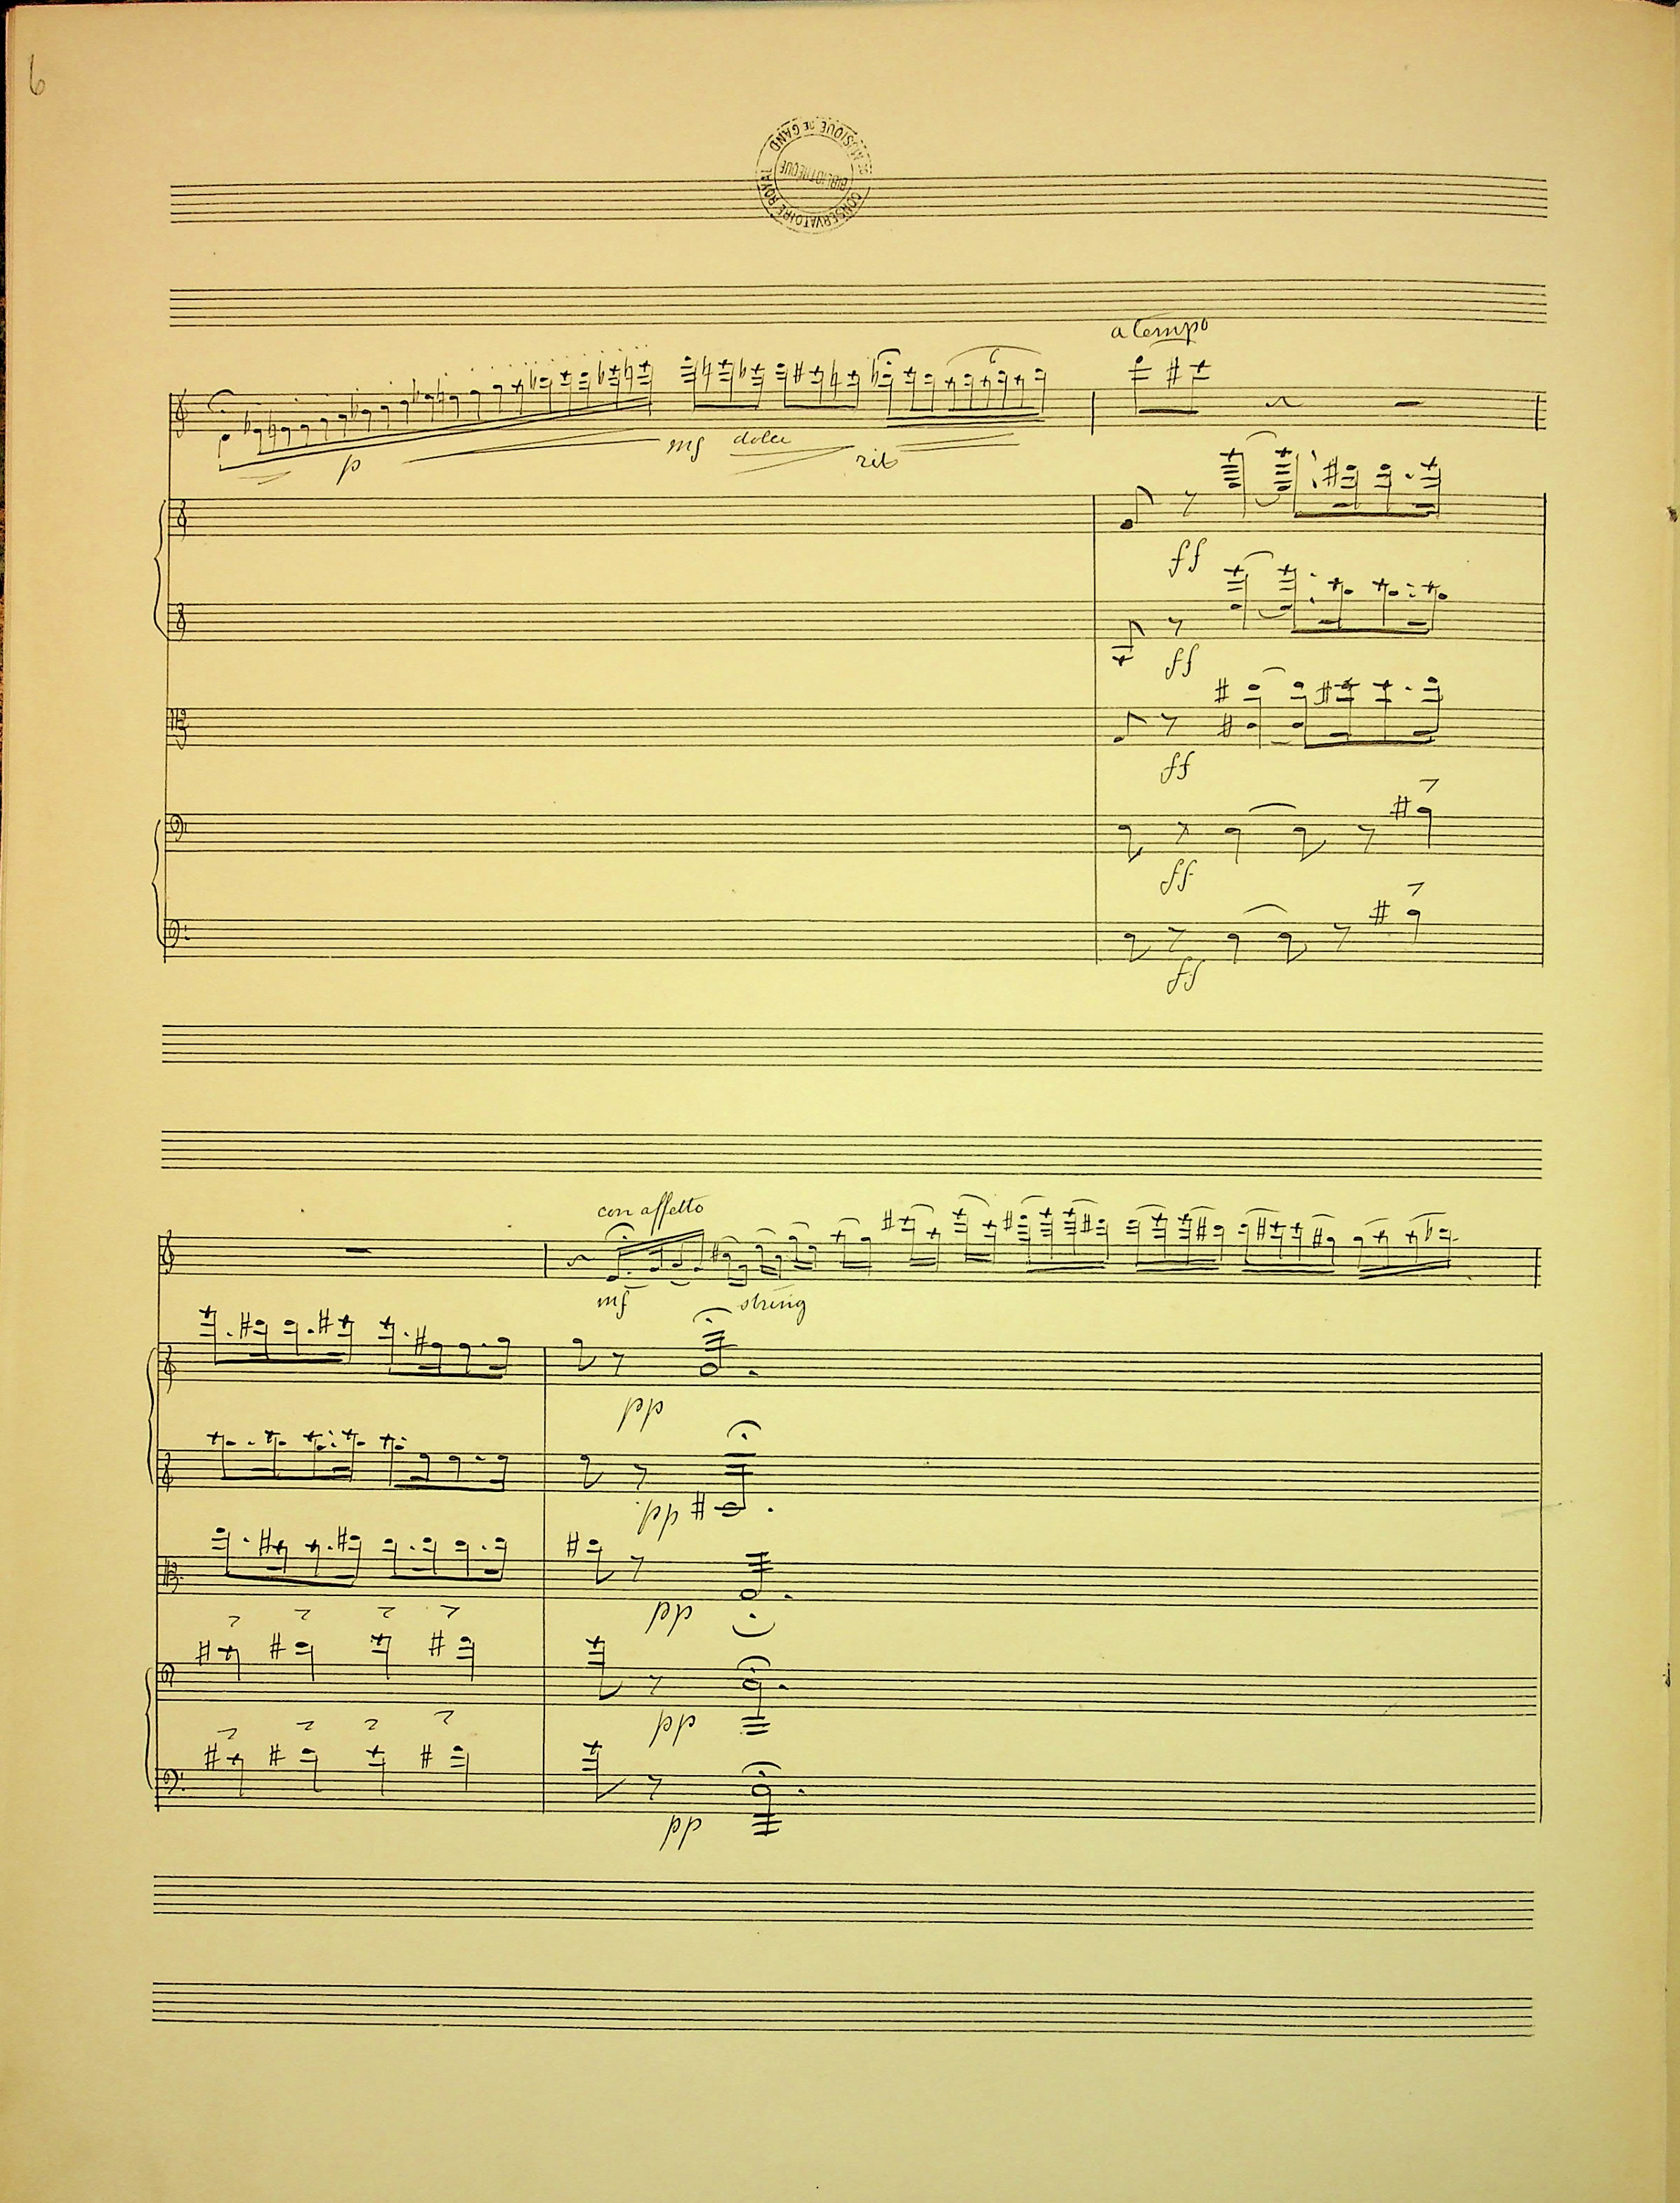 6
CONSERVATOIRE ROYAL DE MUSIQUE DE GAND
BIBLIOTHÈQUE
a tempo
6
p mf dolce rit
ff
ff
ff
ff
ff
con affetto
mf string
pp
pp
pp
pp
pp